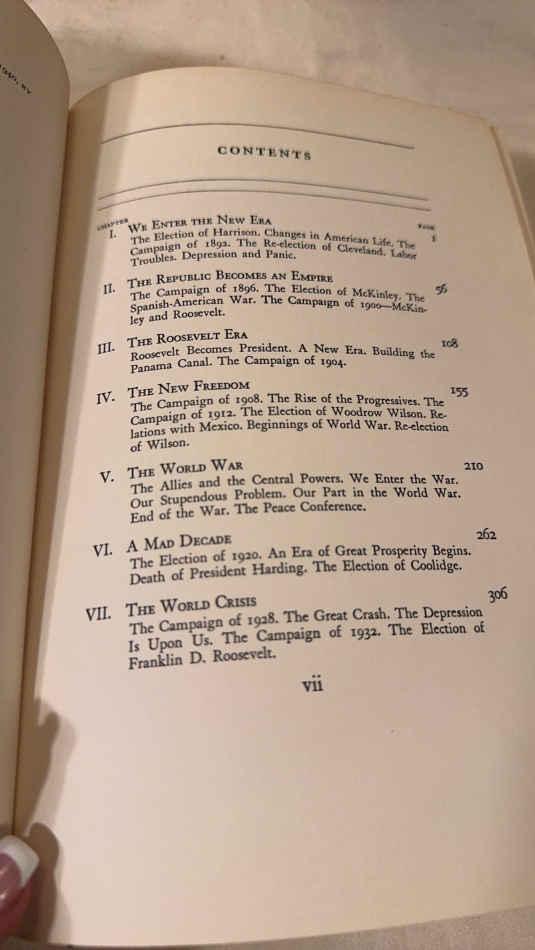 1940, BY
CONTENTS
CHAPTER PAGE
I. WE ENTER THE NEW ERA 1
The Election of Harrison. Changes in American Life. The
Campaign of 1892. The Re-election of Cleveland. Labor
Troubles. Depression and Panic.
II. THE REPUBLIC BECOMES AN EMPIRE 56
The Campaign of 1896. The Election of McKinley. The
Spanish-American War. The Campaign of 1900—McKin-
ley and Roosevelt.
III. THE ROOSEVELT ERA 108
Roosevelt Becomes President. A New Era. Building the
Panama Canal. The Campaign of 1904.
IV. THE NEW FREEDOM 155
The Campaign of 1908. The Rise of the Progressives. The
Campaign of 1912. The Election of Woodrow Wilson. Re-
lations with Mexico. Beginnings of World War. Re-election
of Wilson.
V. THE WORLD WAR 210
The Allies and the Central Powers. We Enter the War.
Our Stupendous Problem. Our Part in the World War.
End of the War. The Peace Conference.
VI. A MAD DECADE 262
The Election of 1920. An Era of Great Prosperity Begins.
Death of President Harding. The Election of Coolidge.
VII. THE WORLD CRISIS 306
The Campaign of 1928. The Great Crash. The Depression
Is Upon Us. The Campaign of 1932. The Election of
Franklin D. Roosevelt.
vii